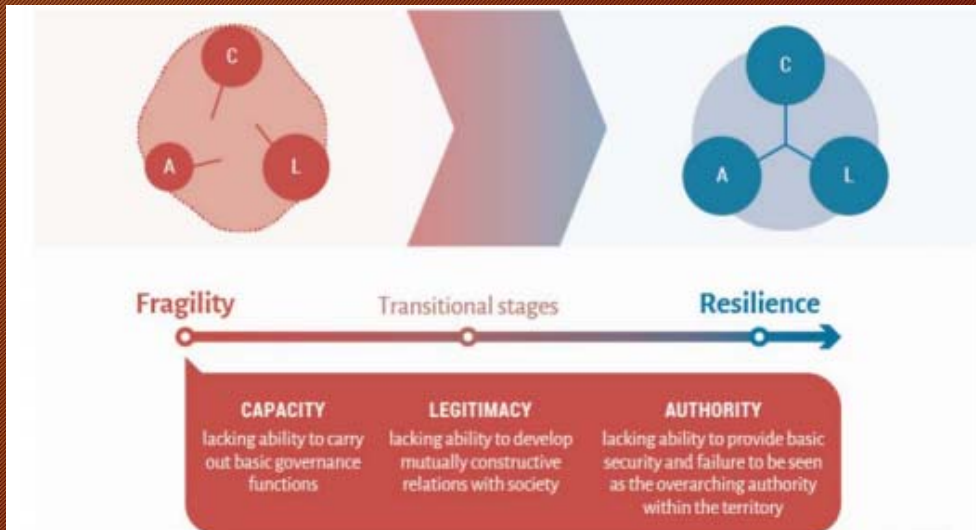 C
A
L
C
A
L
Fragility
Transitional stages
Resilience
CAPACITY
lacking ability to carry
out basic governance
functions
LEGITIMACY
lacking ability to develop
mutually constructive
relations with society
AUTHORITY
lacking ability to provide basic
security and failure to be seen
as the overarching authority
within the territory